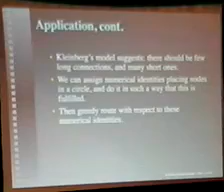 Application, cont.
Kleinberg's model suggests, there should be few
long connections, and many short ones.
We can assign numerical identities placing nodes
in a circle, and do it in such a way that this is
fulfilled.
Then greedy route with respect to these
numerical identities.